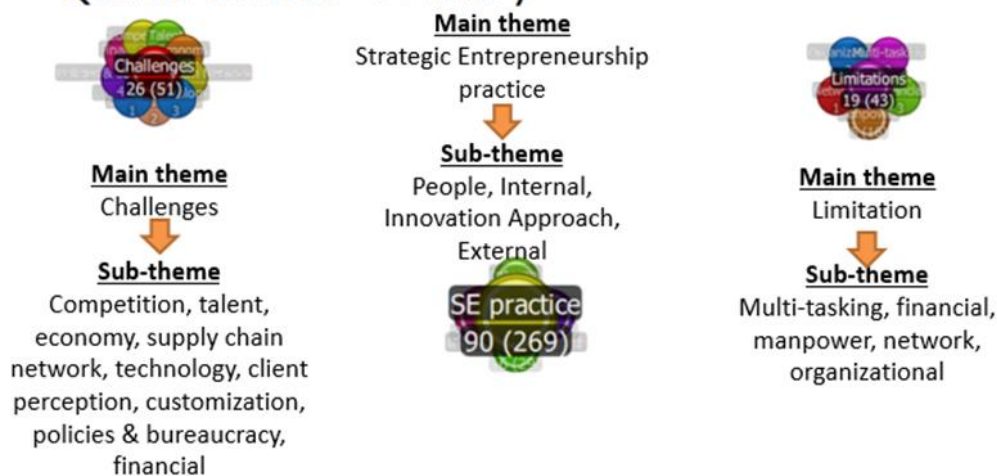 Challenges
26 (51)
Main theme
Challenges
Sub-theme
Competition, talent,
economy, supply chain
network, technology, client
perception, customization,
policies & bureaucracy,
financial
Main theme
Strategic Entrepreneurship
practice
Sub-theme
People, Internal,
Innovation Approach,
External
SE practice
90 (269)
Limitations
19 (43)
Main theme
Limitation
Sub-theme
Multi-tasking, financial,
manpower, network,
organizational